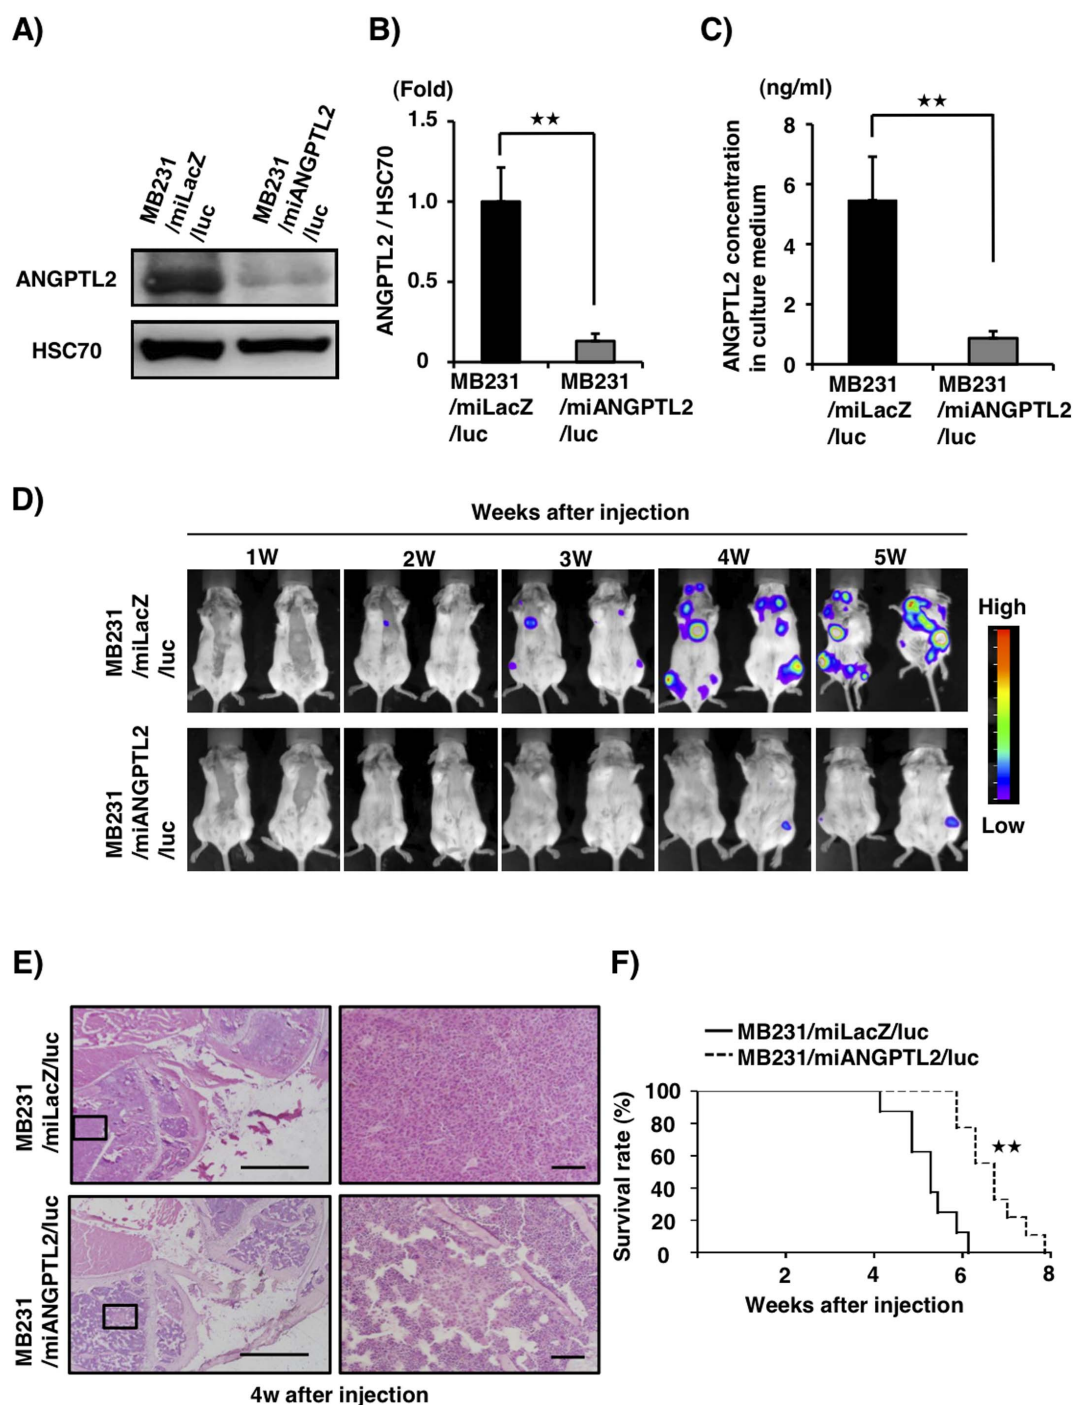 A)
MB231
/miLacZ
/luc
MB231
/miANGPTL2
/luc
ANGPTL2
HSC70
B)
(Fold)
ANGPTL2 / HSC70
1.5
1.0
0.5
0
★★
MB231
/miLacZ
/luc
MB231
/miANGPTL2
/luc
C)
(ng/ml)
ANGPTL2 concentration
in culture medium
8
6
4
2
0
★★
MB231
/miLacZ
/luc
MB231
/miANGPTL2
/luc
D)
Weeks after injection
1W 2W 3W 4W 5W
MB231
/miLacZ
/luc
MB231
/miANGPTL2
/luc
High
Low
E)
MB231
/miLacZ/luc
MB231
/miANGPTL2/luc
4w after injection
F)
MB231/miLacZ/luc
MB231/miANGPTL2/luc
Survival rate (%)
100
80
60
40
20
0
★★
2 4 6 8
Weeks after injection